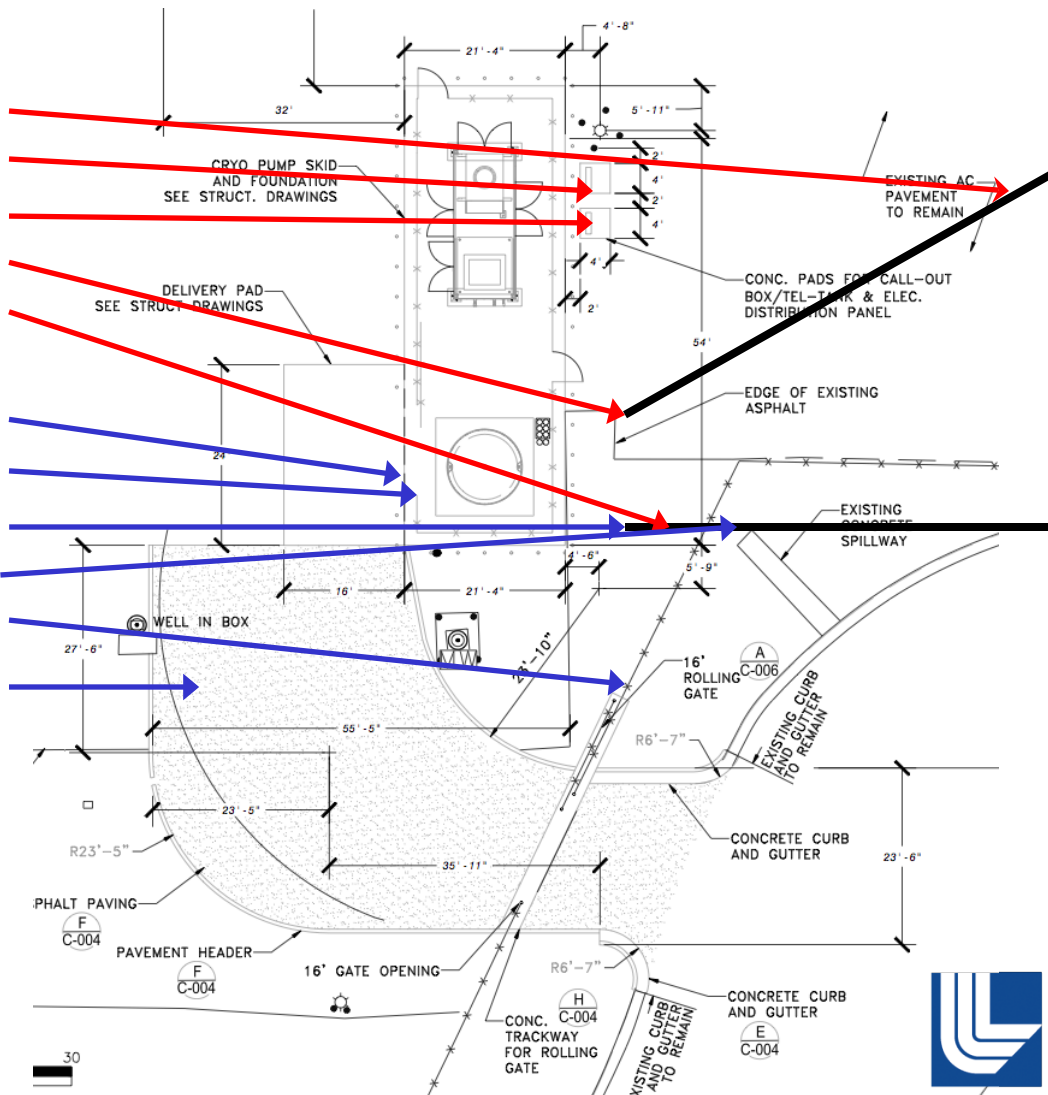 4'-8"
21'-4"
32'
5'-11"
CRYO PUMP SKID
AND FOUNDATION
SEE STRUCT. DRAWINGS
2'
4'
2'
4'
EXISTING AC
PAVEMENT
TO REMAIN
4'
2'
CONC. PADS FOR CALL-OUT
BOX/TEL-TANK & ELEC.
DISTRIBUTION PANEL
DELIVERY PAD
SEE STRUCT DRAWINGS
54'
EDGE OF EXISTING
ASPHALT
24
EXISTING
CONCRETE
SPILLWAY
4'-6"
5'-9"
16'
21'-4"
WELL IN BOX
27'-6"
23'-10"
16'
ROLLING
GATE
A
C-006
EXISTING CURB
AND GUTTER
TO REMAIN
55'-5"
R6'-7"
23'-5"
R23'-5"
CONCRETE CURB
AND GUTTER
35'-11"
23'-6"
PHALT PAVING
F
C-004
PAVEMENT HEADER
F
C-004
16' GATE OPENING
R6'-7"
H
C-004
CONCRETE CURB
AND GUTTER
E
C-004
CONC.
TRACKWAY
FOR ROLLING
GATE
XISTING CURB
AND GUTTER
TO REMAIN
30